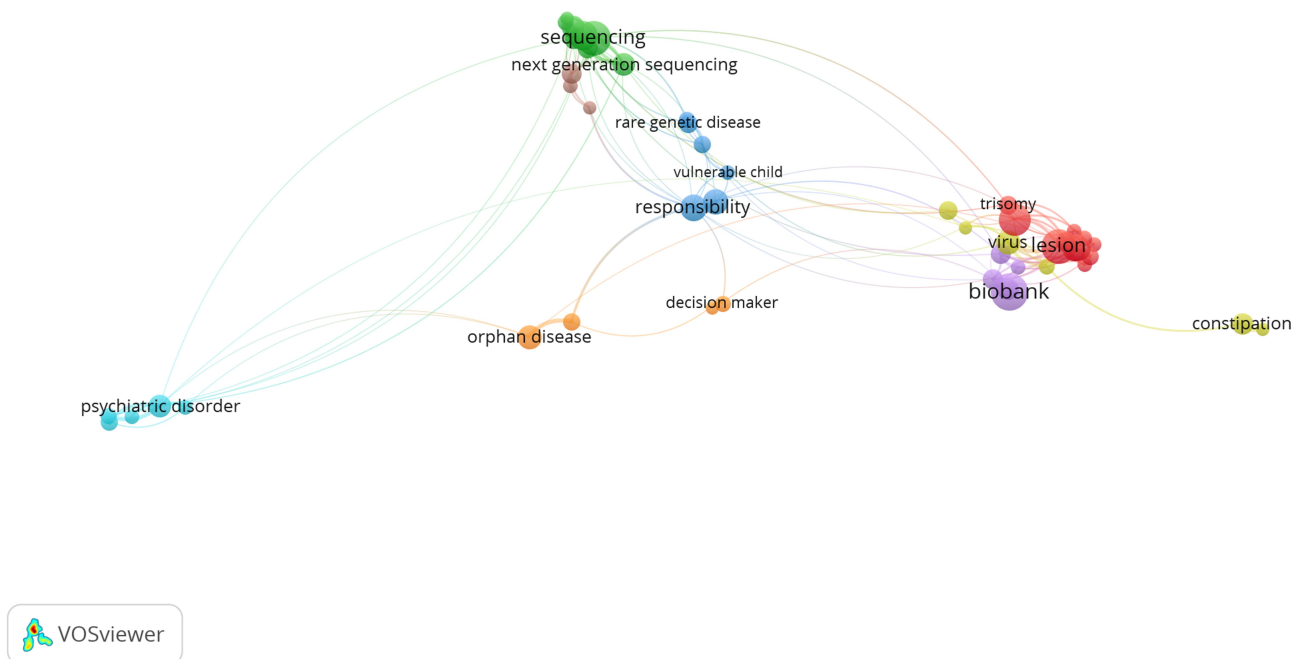 sequencing
next generation sequencing
rare genetic disease
vulnerable child
responsibility
trisomy
virus
lesion
biobank
decision maker
orphan disease
constipation
psychiatric disorder
VOSviewer